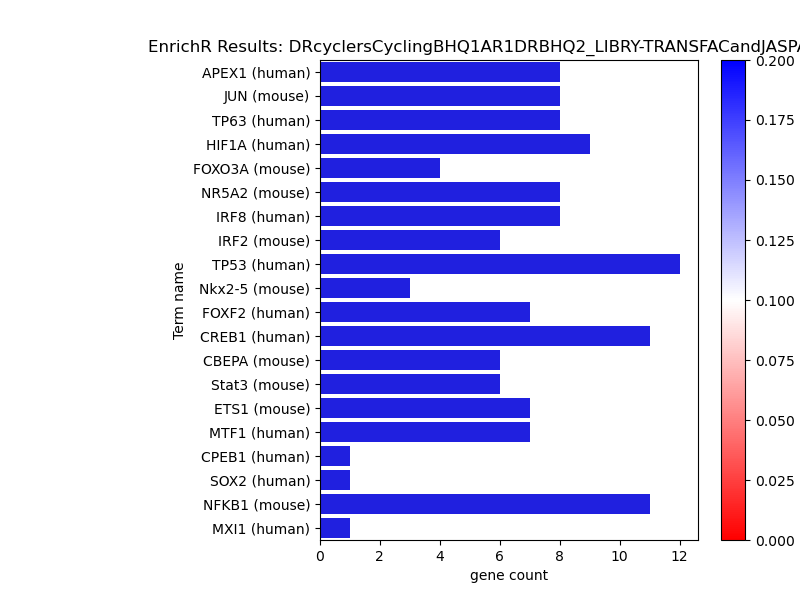 EnrichR Results: DRcyclersCyclingBHQ1AR1DRBHQ2_LIBRY-TRANSFACandJASPA
APEX1 (human)
JUN (mouse)
TP63 (human)
HIF1A (human)
FOXO3A (mouse)
NR5A2 (mouse)
IRF8 (human)
IRF2 (mouse)
TP53 (human)
Nkx2-5 (mouse)
FOXF2 (human)
CREB1 (human)
CBEPA (mouse)
Stat3 (mouse)
ETS1 (mouse)
MTF1 (human)
CPEB1 (human)
SOX2 (human)
NFKB1 (mouse)
MXI1 (human)
Term name
0 2 4 6 8 10 12
gene count
0.200
0.175
0.150
0.125
0.100
0.075
0.050
0.025
0.000